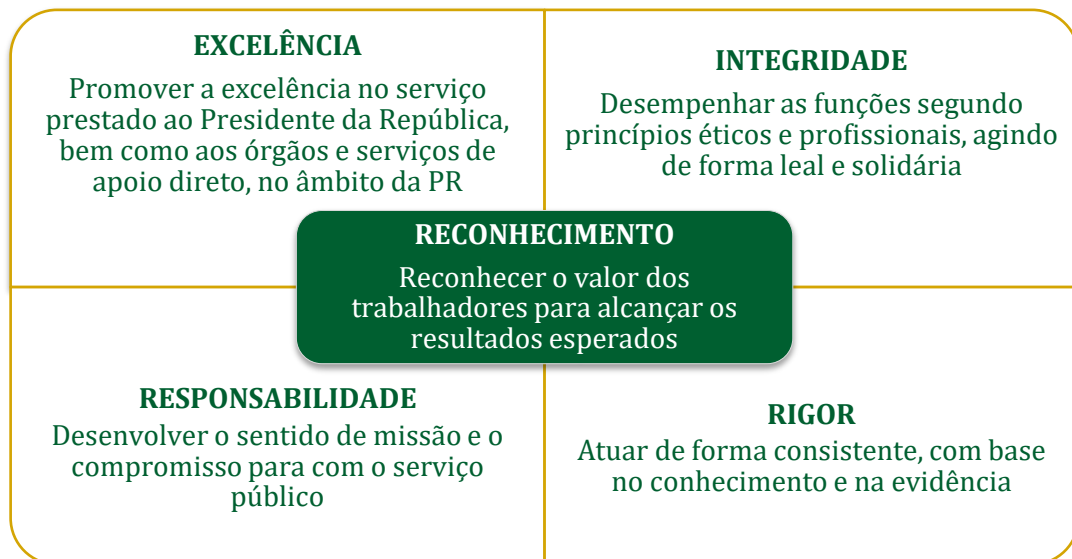 EXCELÊNCIA
Promover a excelência no serviço
prestado ao Presidente da República,
bem como aos órgãos e serviços de
apoio direto, no âmbito da PR
INTEGRIDADE
Desempenhar as funções segundo
princípios éticos e profissionais, agindo
de forma leal e solidária
RECONHECIMENTO
Reconhecer o valor dos
trabalhadores para alcançar os
resultados esperados
RESPONSABILIDADE
Desenvolver o sentido de missão e o
compromisso para com o serviço
público
RIGOR
Atuar de forma consistente, com base
no conhecimento e na evidência